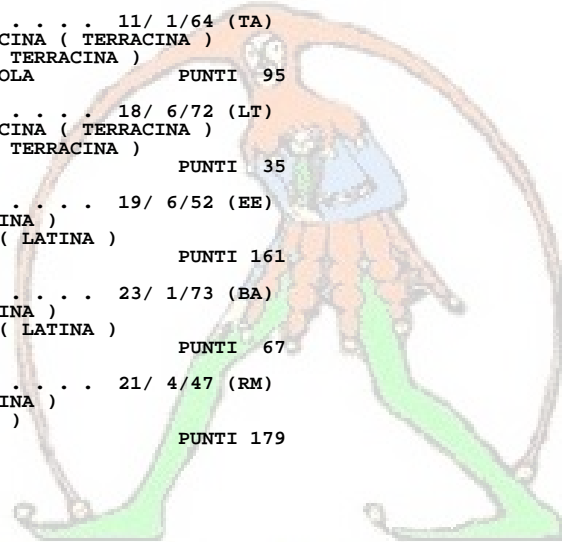 . . . . . 11/ 1/64 (TA)
CINA ( TERRACINA )
TERRACINA )
OLA PUNTI 95
. . . . . 18/ 6/72 (LT)
CINA ( TERRACINA )
TERRACINA )
PUNTI 35
. . . . 19/ 6/52 (EE)
INA )
( LATINA )
PUNTI 161
. . . . 23/ 1/73 (BA)
INA )
( LATINA )
PUNTI 67
. . . . 21/ 4/47 (RM)
INA )
)
PUNTI 179